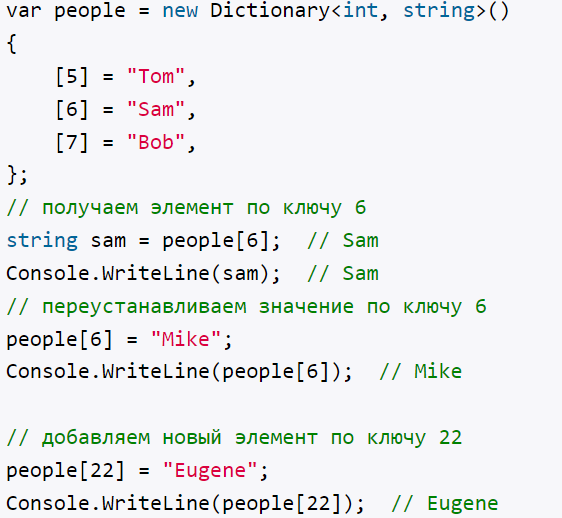 var people = new Dictionary<int, string>()
{
    [5] = "Tom",
    [6] = "Sam",
    [7] = "Bob",
};
// получаем элемент по ключу 6
string sam = people[6];  // Sam
Console.WriteLine(sam);  // Sam
// переустанавливаем значение по ключу 6
people[6] = "Mike";
Console.WriteLine(people[6]);  // Mike

// добавляем новый элемент по ключу 22
people[22] = "Eugene";
Console.WriteLine(people[22]);  // Eugene